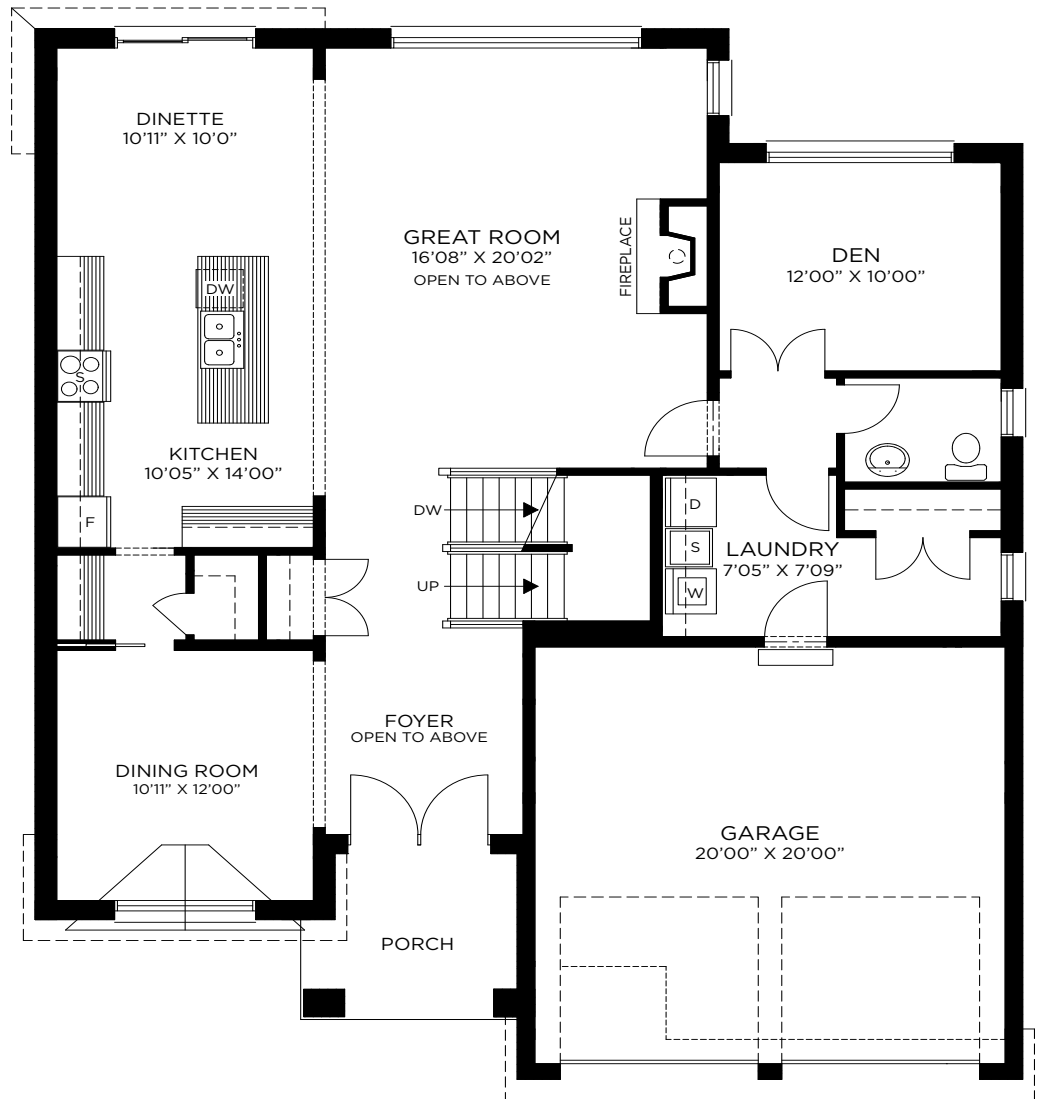 DINETTE
10'11” X 10'0”
GREAT ROOM
16'08” X 20'02”
OPEN TO ABOVE
FIREPLACE
DEN
12'00” X 10'00”
DW
S
KITCHEN
10'05” X 14'00”
F
DW
UP
D
S
W
LAUNDRY
7'05” X 7'09”
FOYER
OPEN TO ABOVE
DINING ROOM
10'11” X 12'00”
GARAGE
20'00” X 20'00”
PORCH